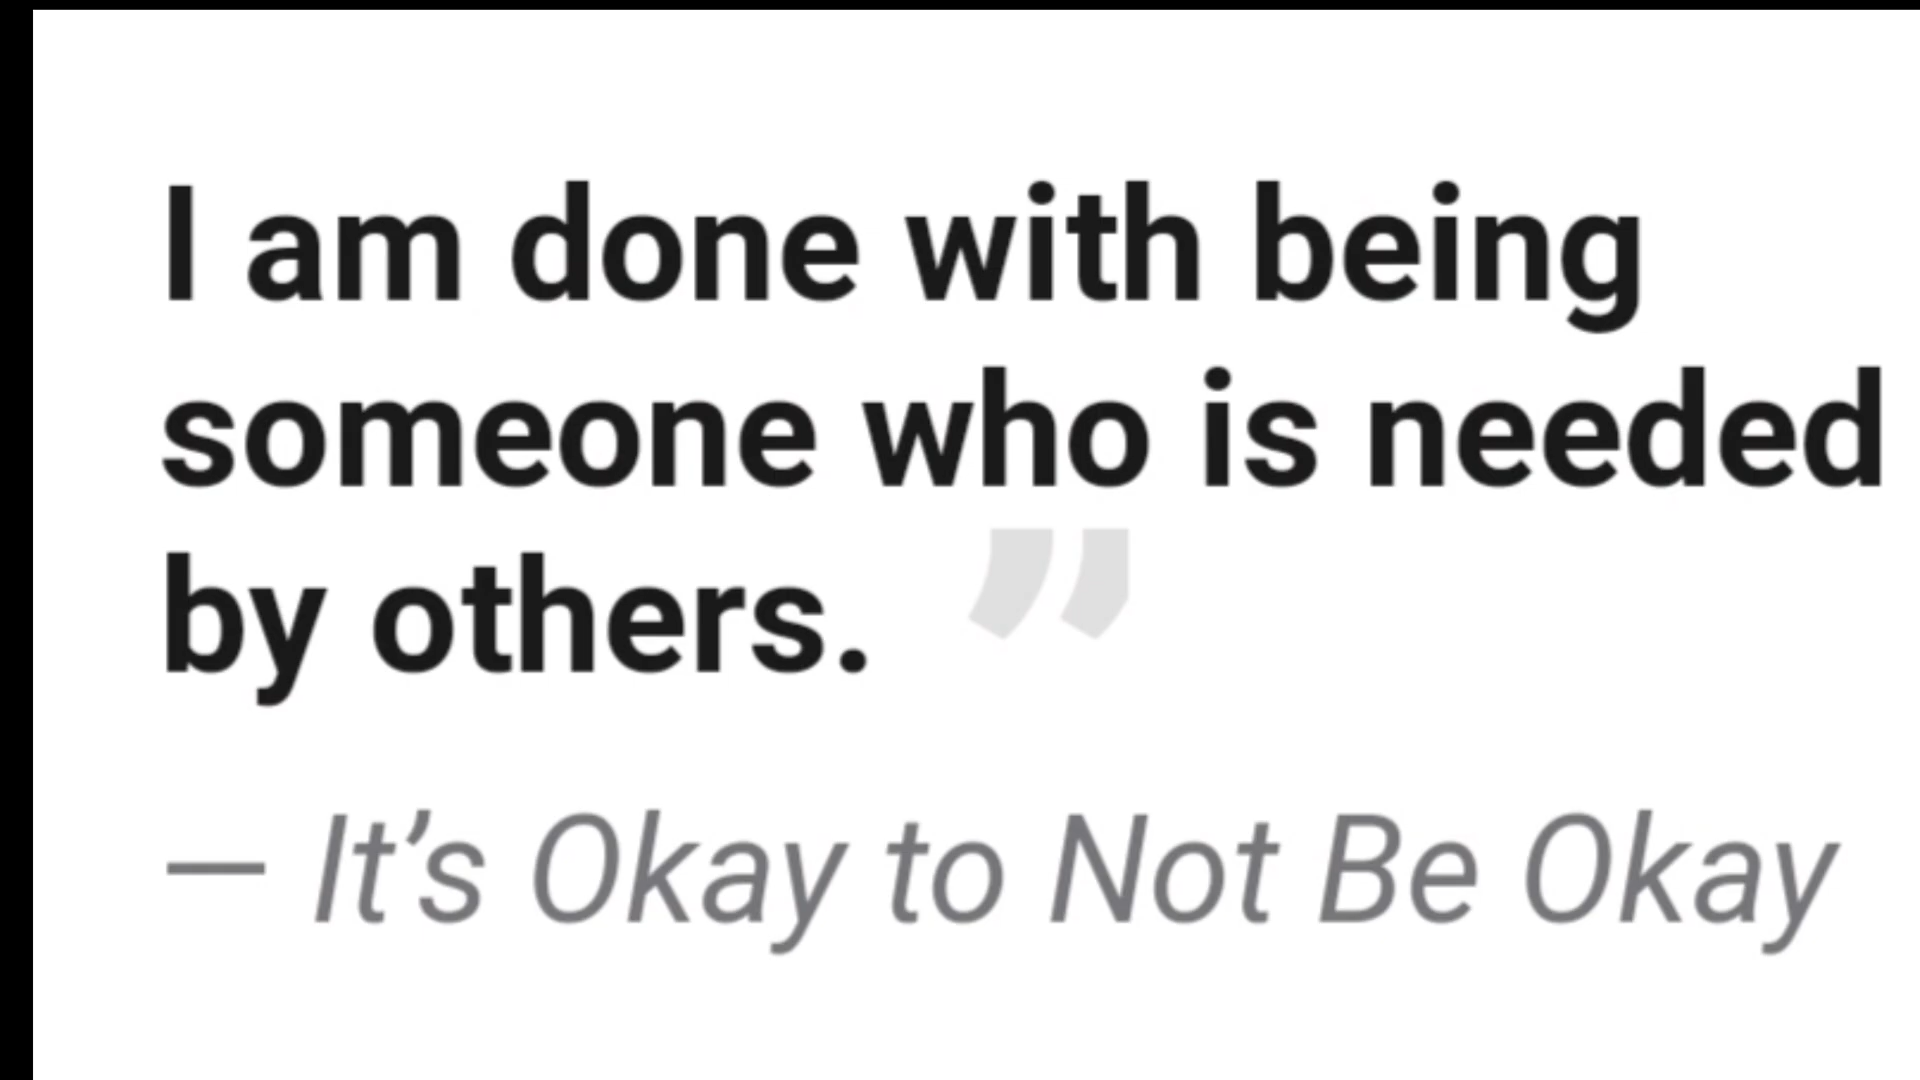 I am done with being
someone who is needed
by others. ”
— It’s Okay to Not Be Okay